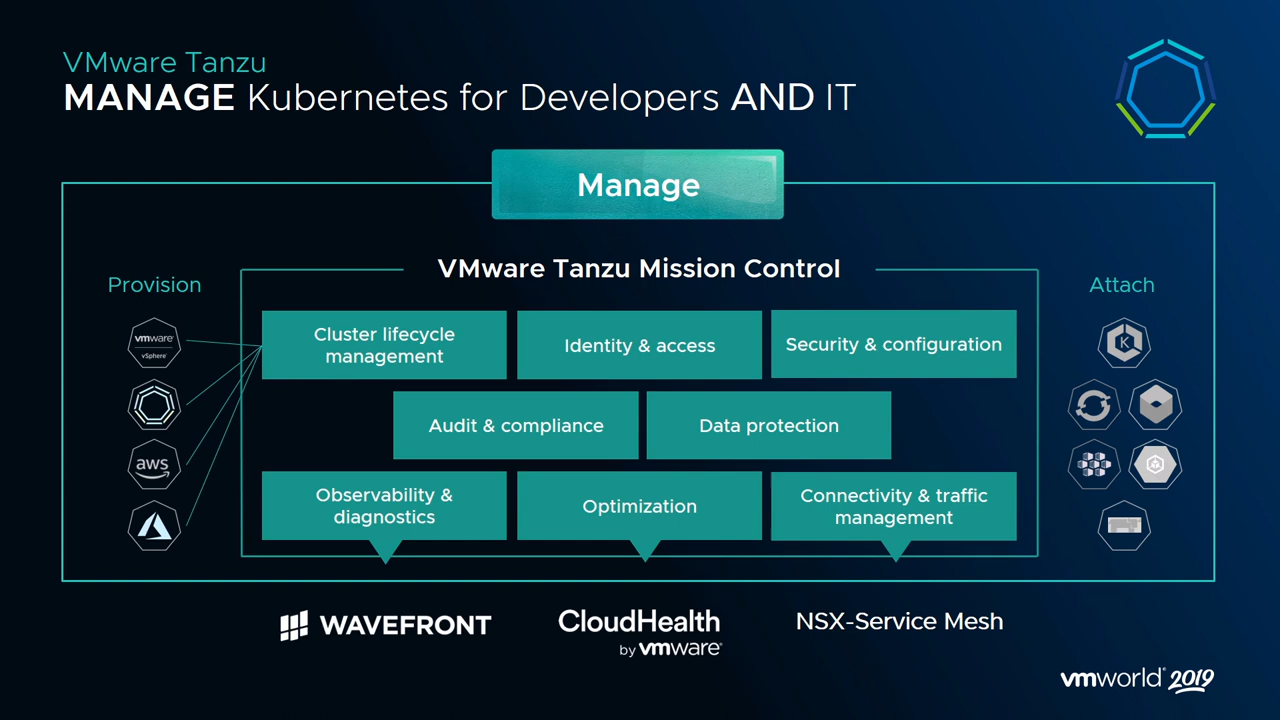 VMware Tanzu
MANAGE Kubernetes for Developers AND IT
Manage
VMware Tanzu Mission Control
Provision
Attach
vmware
vSphere
aws
K
Cluster lifecycle
management
Identity & access
Security & configuration
Audit & compliance
Data protection
Observability &
diagnostics
Optimization
Connectivity & traffic
management
WAVEFRONT
CloudHealth
by vmware
NSX-Service Mesh
vmworld 2019